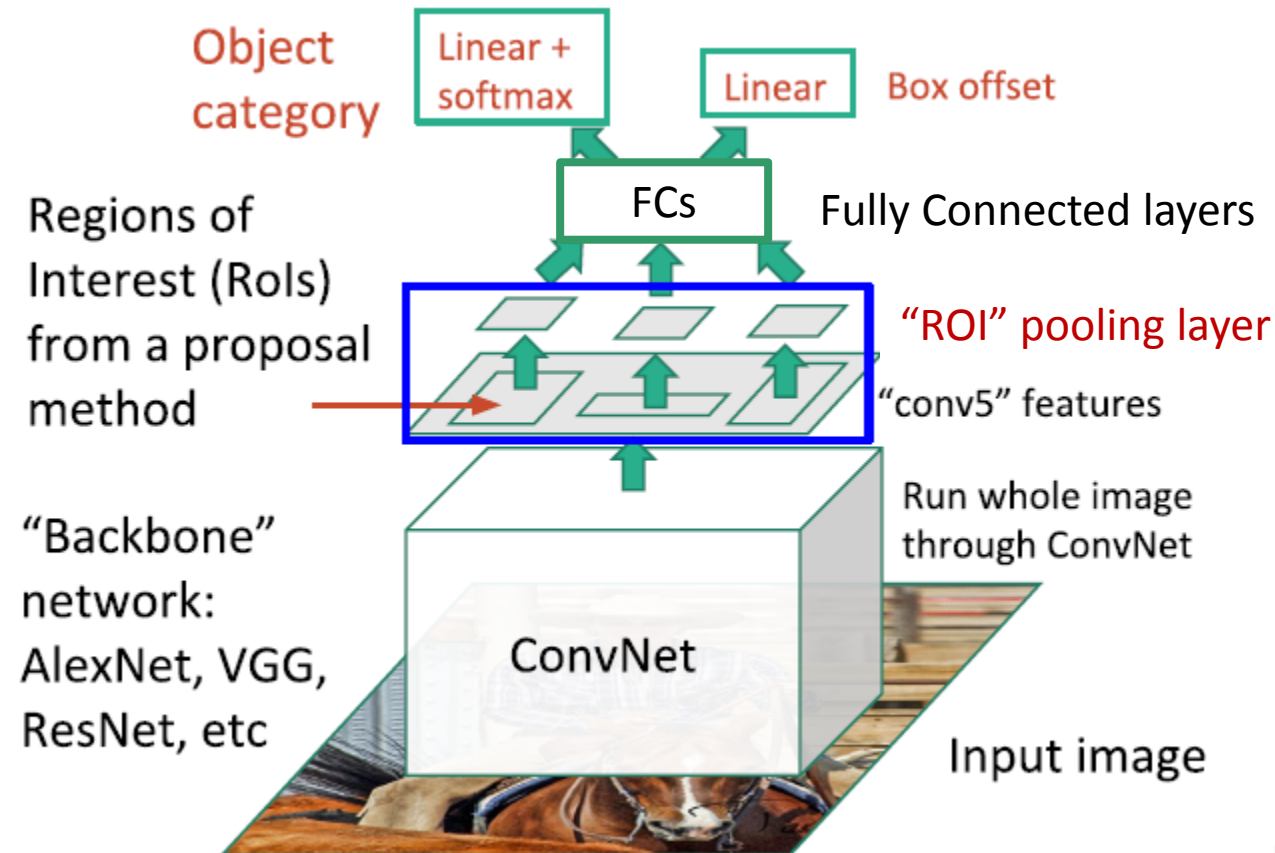 Object
category
Linear +
softmax
Linear
Box offset
FCs
Fully Connected layers
Regions of
Interest (RoIs)
from a proposal
method
“ROI” pooling layer
“conv5” features
Run whole image
through ConvNet
“Backbone”
network:
AlexNet, VGG,
ResNet, etc
ConvNet
Input image